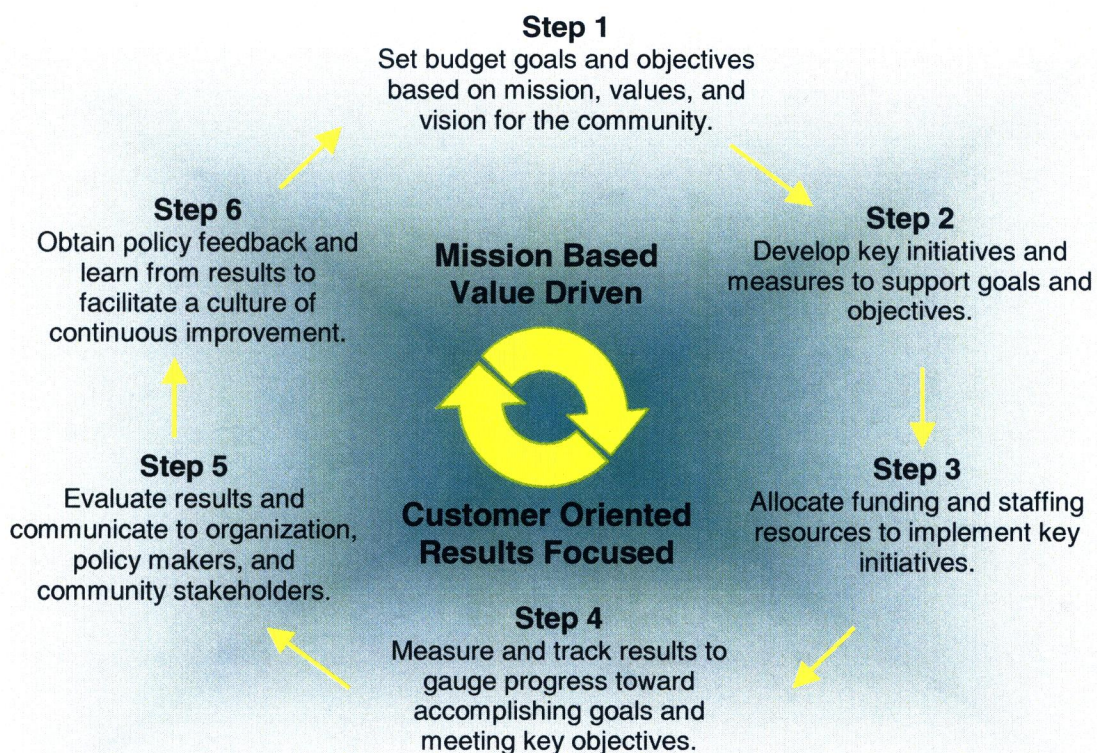 Step 1
Set budget goals and objectives
based on mission, values, and
vision for the community.
Step 2
Develop key initiatives and
measures to support goals and
objectives.
Step 3
Allocate funding and staffing
resources to implement key
initiatives.
Step 4
Measure and track results to
gauge progress toward
accomplishing goals and
meeting key objectives.
Step 5
Evaluate results and
communicate to organization,
policy makers, and
community stakeholders.
Step 6
Obtain policy feedback and
learn from results to
facilitate a culture of
continuous improvement.
Mission Based
Value Driven
Customer Oriented
Results Focused